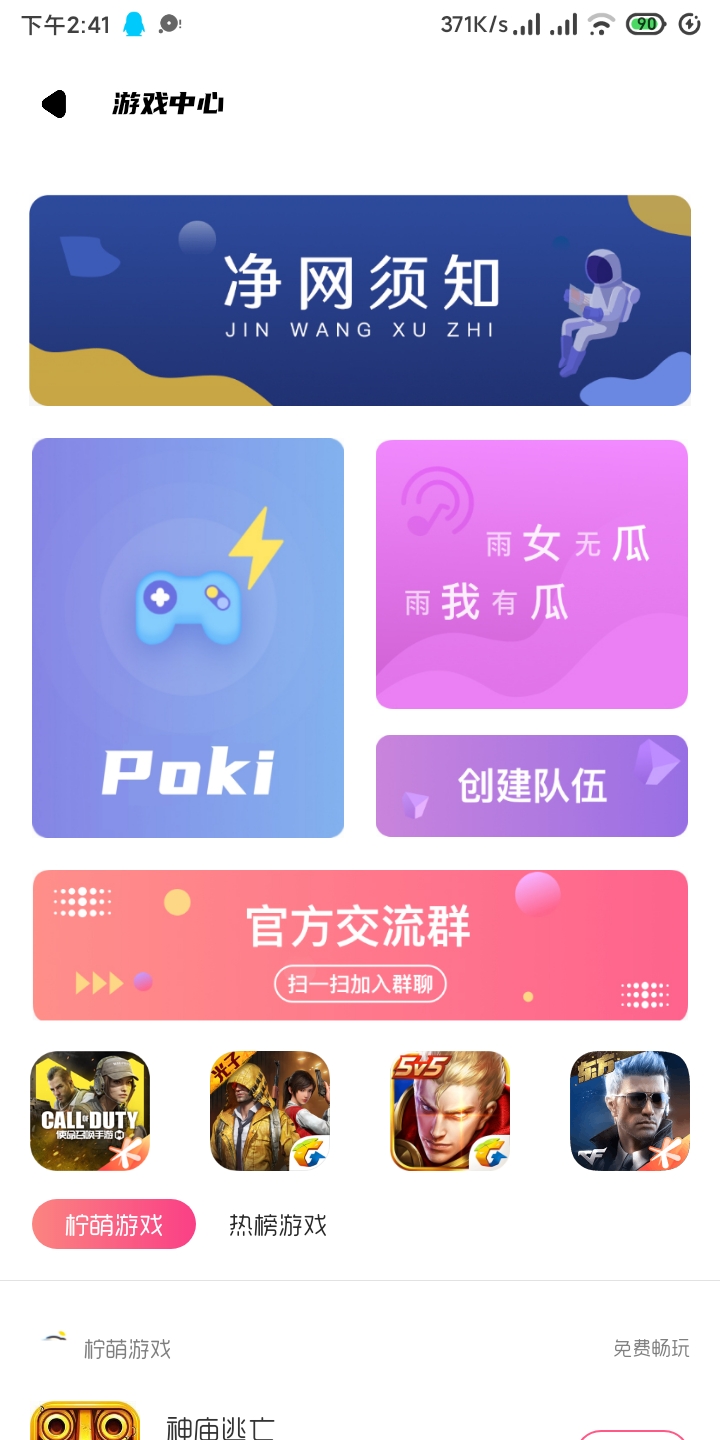 下午2:41
371K/s
90
游戏中心
净网须知
JIN WANG XU ZHI
雨女无瓜
雨我有瓜
Poki
创建队伍
官方交流群
扫一扫加入群聊
CALL OF DUTY
使命召唤手游
光子
5v5
CF
柠萌游戏
热榜游戏
柠萌游戏
免费畅玩
神庙逃亡